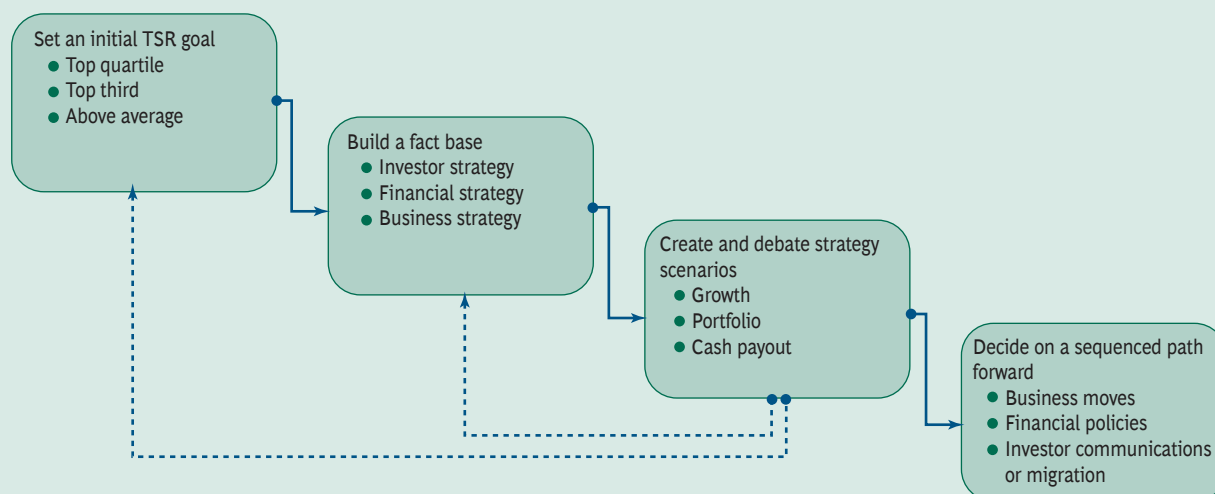 Set an initial TSR goal
● Top quartile
● Top third
● Above average
Build a fact base
● Investor strategy
● Financial strategy
● Business strategy
Create and debate strategy
scenarios
● Growth
● Portfolio
● Cash payout
Decide on a sequenced path
forward
● Business moves
● Financial policies
● Investor communications
or migration